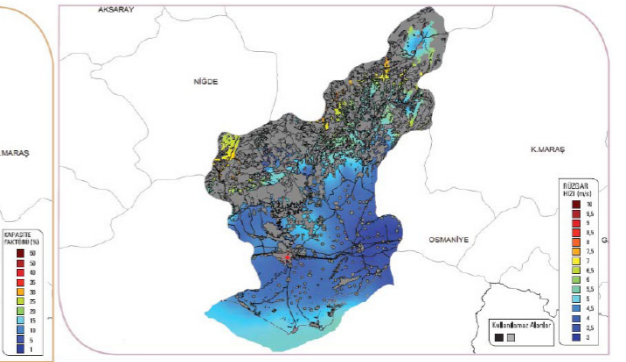 AKSARAY
NİĞDE
.MARAŞ
K.MARAŞ
OSMANİYE
G.
KAPASİTE
FAKTÖRÜ (%)
60
50
40
35
30
25
20
15
10
5
1
RÜZGAR
HIZI (m/s)
10
9,5
9
8,5
8
7,5
7
6,5
6
5,5
5
4,5
4
3,5
3
Kullanılamaz Alanlar